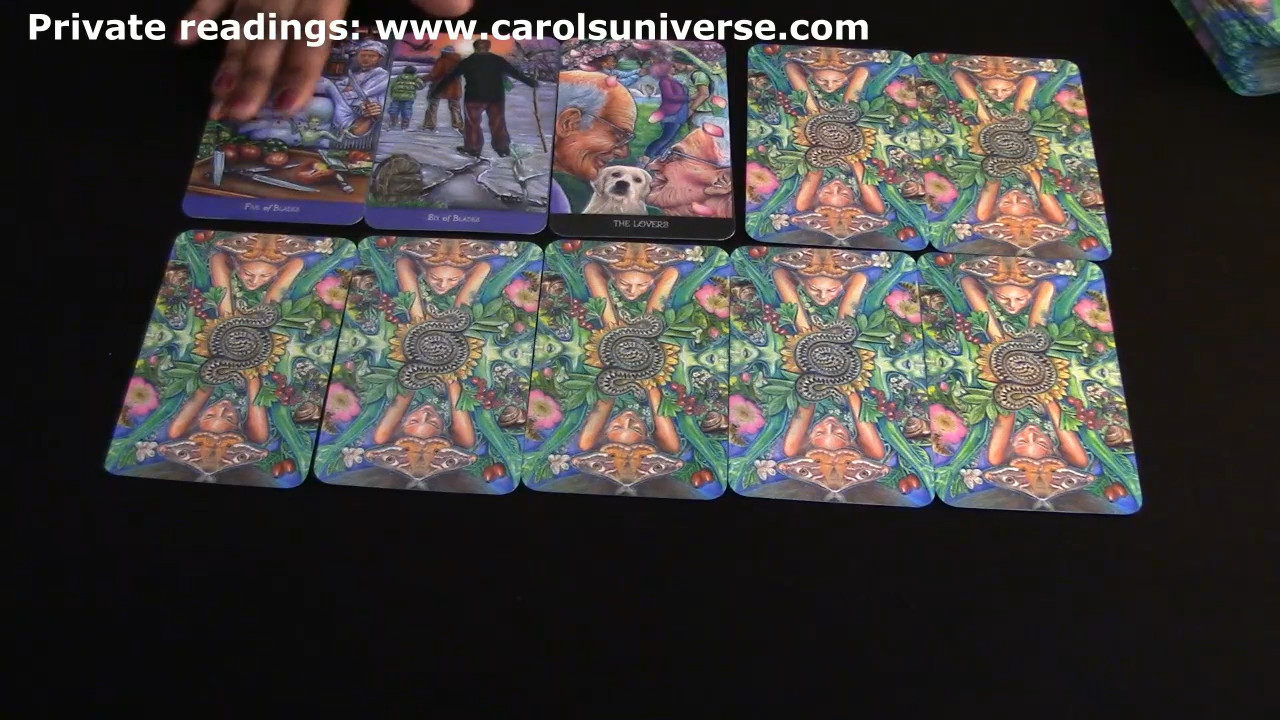 Private readings: www.carolsuniverse.com
Five of Blades
Six of Blades
THE LOVERS